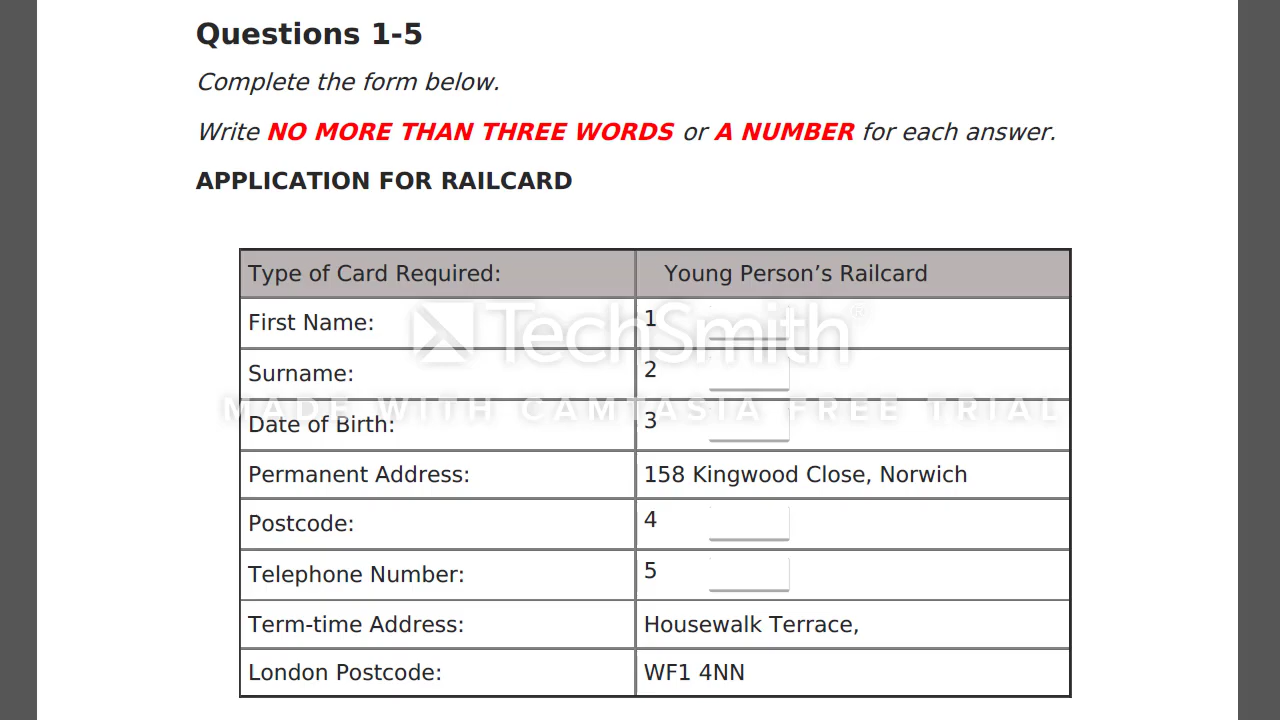 Questions 1-5
Complete the form below.
Write NO MORE THAN THREE WORDS or A NUMBER for each answer.
APPLICATION FOR RAILCARD
Type of Card Required: Young Person’s Railcard
First Name: 1
TechSmith®
Surname: 2
MADE WITH CAMTASIA FREE TRIAL
Date of Birth: 3
Permanent Address: 158 Kingwood Close, Norwich
Postcode: 4
Telephone Number: 5
Term-time Address: Housewalk Terrace,
London Postcode: WF1 4NN